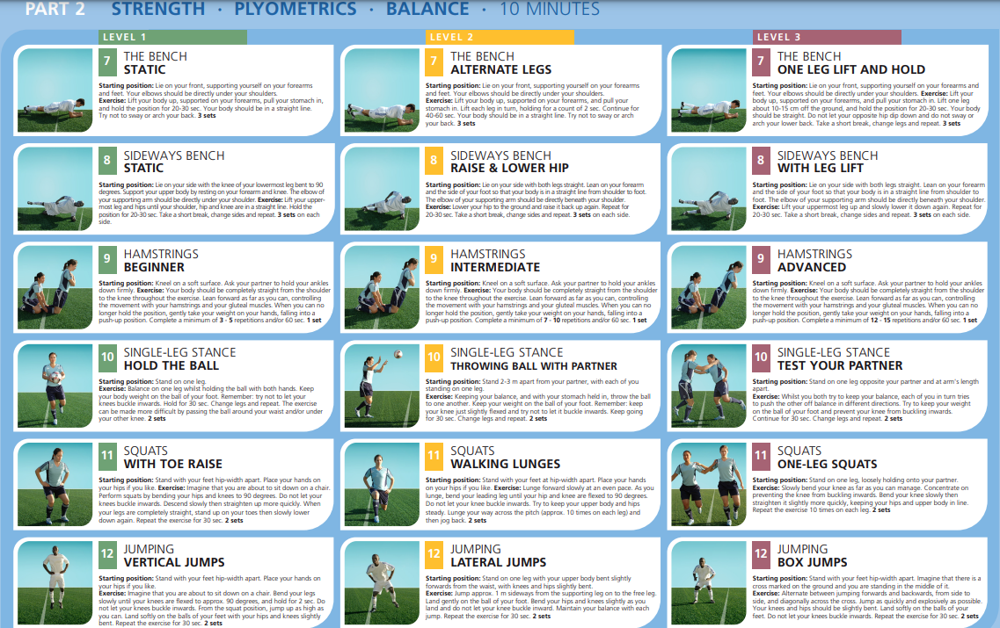 PART 2 STRENGTH · PLYOMETRICS · BALANCE · 10 MINUTES
LEVEL 1
7
THE BENCH
STATIC
Starting position: Lie on your front, supporting yourself on your forearms
and feet. Your elbows should be directly under your shoulders.
Exercise: Lift your body up, supported on your forearms, pull your stomach in,
and hold the position for 20-30 sec. Your body should be in a straight line.
Try not to sway or arch your back. 3 sets
LEVEL 2
7
THE BENCH
ALTERNATE LEGS
Starting position: Lie on your front, supporting yourself on your forearms
and feet. Your elbows should be directly under your shoulders.
Exercise: Lift your body up, supported on your forearms, and pull your
stomach in. Lift each leg in turn, holding for a count of 2 sec. Continue for
40-60 sec. Your body should be in a straight line. Try not to sway or arch
your back. 3 sets
LEVEL 3
7
THE BENCH
ONE LEG LIFT AND HOLD
Starting position: Lie on your front, supporting yourself on your forearms and
feet. Your elbows should be directly under your shoulders. Exercise: Lift your
body up, supported on your forearms, and pull your stomach in. Lift one leg
about 10-15 cm off the ground, and hold the position for 20-30 sec. Your body
should be straight. Do not let your opposite hip dip down and do not sway or
arch your lower back. Take a short break, change legs and repeat. 3 sets
8
SIDEWAYS BENCH
STATIC
Starting position: Lie on your side with the knee of your lowermost leg bent to 90
degrees. Support your upper body by resting on your forearm and knee. The elbow of
your supporting arm should be directly under your shoulder. Exercise: Lift your upper-
most leg and hips until your shoulder, hip and knee are in a straight line. Hold the
position for 20-30 sec. Take a short break, change sides and repeat. 3 sets on each
side.
8
SIDEWAYS BENCH
RAISE & LOWER HIP
Starting position: Lie on your side with both legs straight. Lean on your forearm
and the side of your foot so that your body is in a straight line from shoulder to foot.
The elbow of your supporting arm should be directly beneath your shoulder.
Exercise: Lower your hip to the ground and raise it back up again. Repeat for
20-30 sec. Take a short break, change sides and repeat. 3 sets on each side.
8
SIDEWAYS BENCH
WITH LEG LIFT
Starting position: Lie on your side with both legs straight. Lean on your forearm
and the side of your foot so that your body is in a straight line from shoulder to
foot. The elbow of your supporting arm should be directly beneath your shoulder.
Exercise: Lift your uppermost leg up and slowly lower it down again. Repeat for
20-30 sec. Take a short break, change sides and repeat. 3 sets on each side.
9
HAMSTRINGS
BEGINNER
Starting position: Kneel on a soft surface. Ask your partner to hold your ankles
down firmly. Exercise: Your body should be completely straight from the shoulder
to the knee throughout the exercise. Lean forward as far as you can, controlling
the movement with your hamstrings and your gluteal muscles. When you can no
longer hold the position, gently take your weight on your hands, falling into a
push-up position. Complete a minimum of 3 - 5 repetitions and/or 60 sec. 1 set
9
HAMSTRINGS
INTERMEDIATE
Starting position: Kneel on a soft surface. Ask your partner to hold your ankles
down firmly. Exercise: Your body should be completely straight from the shoulder
to the knee throughout the exercise. Lean forward as far as you can, controlling
the movement with your hamstrings and your gluteal muscles. When you can no
longer hold the position, gently take your weight on your hands, falling into a
push-up position. Complete a minimum of 7 - 10 repetitions and/or 60 sec. 1 set
9
HAMSTRINGS
ADVANCED
Starting position: Kneel on a soft surface. Ask your partner to hold your ankles
down firmly. Exercise: Your body should be completely straight from the shoulder
to the knee throughout the exercise. Lean forward as far as you can, controlling
the movement with your hamstrings and your gluteal muscles. When you can no
longer hold the position, gently take your weight on your hands, falling into a
push-up position. Complete a minimum of 12 - 15 repetitions and/or 60 sec. 1 set
10
SINGLE-LEG STANCE
HOLD THE BALL
Starting position: Stand on one leg.
Exercise: Balance on one leg whilst holding the ball with both hands. Keep
your body weight on the ball of your foot. Remember: try not to let your
knees buckle inwards. Hold for 30 sec. Change legs and repeat. The exercise
can be made more difficult by passing the ball around your waist and/or under
your other knee. 2 sets
10
SINGLE-LEG STANCE
THROWING BALL WITH PARTNER
Starting position: Stand 2-3 m apart from your partner, with each of you
standing on one leg.
Exercise: Keeping your balance, and with your stomach held in, throw the ball
to one another. Keep your weight on the ball of your foot. Remember: keep
your knee just slightly flexed and try not to let it buckle inwards. Keep going
for 30 sec. Change legs and repeat. 2 sets
10
SINGLE-LEG STANCE
TEST YOUR PARTNER
Starting position: Stand on one leg opposite your partner and at arm's length
apart.
Exercise: Whilst you both try to keep your balance, each of you in turn tries
to push the other off balance in different directions. Try to keep your weight
on the ball of your foot and prevent your knee from buckling inwards.
Continue for 30 sec. Change legs and repeat. 2 sets
11
SQUATS
WITH TOE RAISE
Starting position: Stand with your feet hip-width apart. Place your hands on
your hips if you like. Exercise: Imagine that you are about to sit down on a chair.
Perform squats by bending your hips and knees to 90 degrees. Do not let your
knees buckle inwards. Descend slowly then straighten up more quickly. When
your legs are completely straight, stand up on your toes then slowly lower
down again. Repeat the exercise for 30 sec. 2 sets
11
SQUATS
WALKING LUNGES
Starting position: Stand with your feet at hip-width apart. Place your hands
on your hips if you like. Exercise: Lunge forward slowly at an even pace. As you
lunge, bend your leading leg until your hip and knee are flexed to 90 degrees.
Do not let your knee buckle inwards. Try to keep your upper body and hips
steady. Lunge your way across the pitch (approx. 10 times on each leg) and
then jog back. 2 sets
11
SQUATS
ONE-LEG SQUATS
Starting position: Stand on one leg, loosely holding onto your partner.
Exercise: Slowly bend your knee as far as you can manage. Concentrate on
preventing the knee from buckling inwards. Bend your knee slowly then
straighten it slightly more quickly, keeping your hips and upper body in line.
Repeat the exercise 10 times on each leg. 2 sets
12
JUMPING
VERTICAL JUMPS
Starting position: Stand with your feet hip-width apart. Place your hands on
your hips if you like.
Exercise: Imagine that you are about to sit down on a chair. Bend your legs
slowly until your knees are flexed to approx. 90 degrees, and hold for 2 sec. Do
not let your knees buckle inwards. From the squat position, jump up as high as
you can. Land softly on the balls of your feet with your hips and knees slightly
bent. Repeat the exercise for 30 sec. 2 sets
12
JUMPING
LATERAL JUMPS
Starting position: Stand on one leg with your upper body bent slightly
forwards from the waist, with knees and hips slightly bent.
Exercise: Jump approx. 1 m sideways from the supporting leg on to the free leg.
Land gently on the ball of your foot. Bend your hips and knees slightly as you
land and do not let your knee buckle inward. Maintain your balance with each
jump. Repeat the exercise for 30 sec. 2 sets
12
JUMPING
BOX JUMPS
Starting position: Stand with your feet hip-width apart. Imagine that there is a
cross marked on the ground and you are standing in the middle of it.
Exercise: Alternate between jumping forwards and backwards, from side to
side, and diagonally across the cross. Jump as quickly and explosively as possible.
Your knees and hips should be slightly bent. Land softly on the balls of your
feet. Do not let your knees buckle inwards. Repeat the exercise for 30 sec. 2 sets